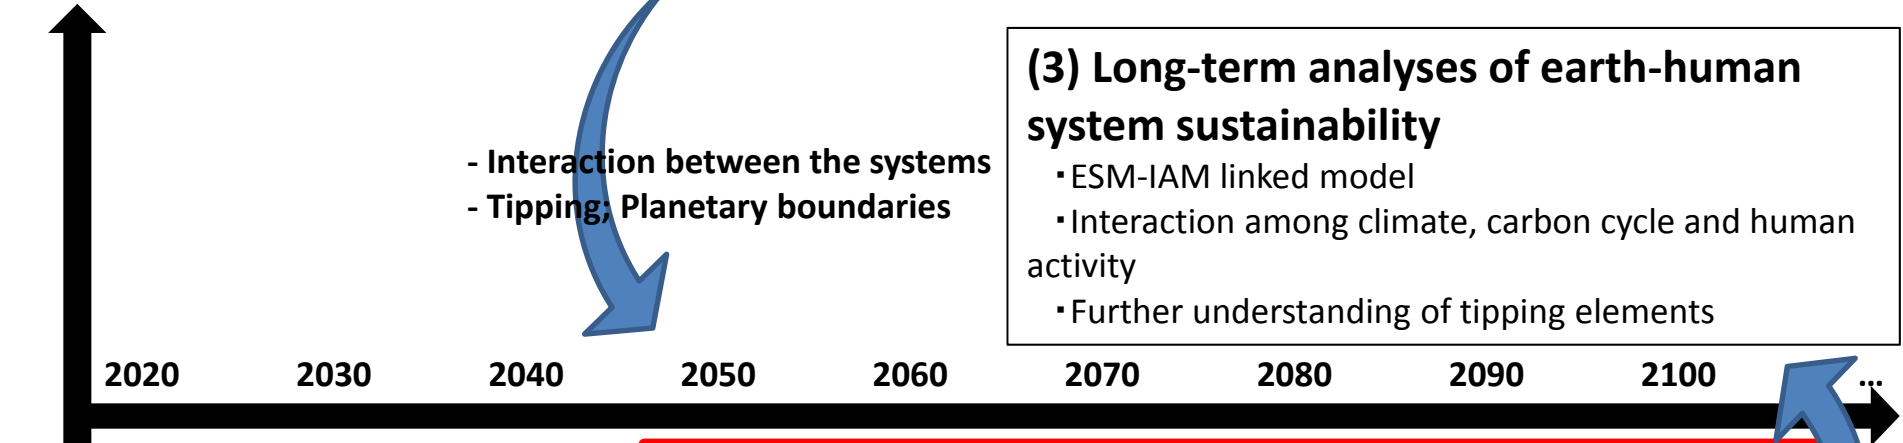 (3) Long-term analyses of earth-human
system sustainability
▪ESM-IAM linked model
▪Interaction among climate, carbon cycle and human
activity
▪Further understanding of tipping elements
- Interaction between the systems
- Tipping; Planetary boundaries
2020 2030 2040 2050 2060 2070 2080 2090 2100 ...